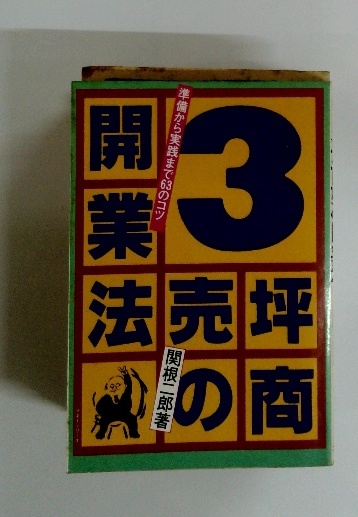 3坪商
売の
開業法
準備から実践まで63のコツ
関根二郎著